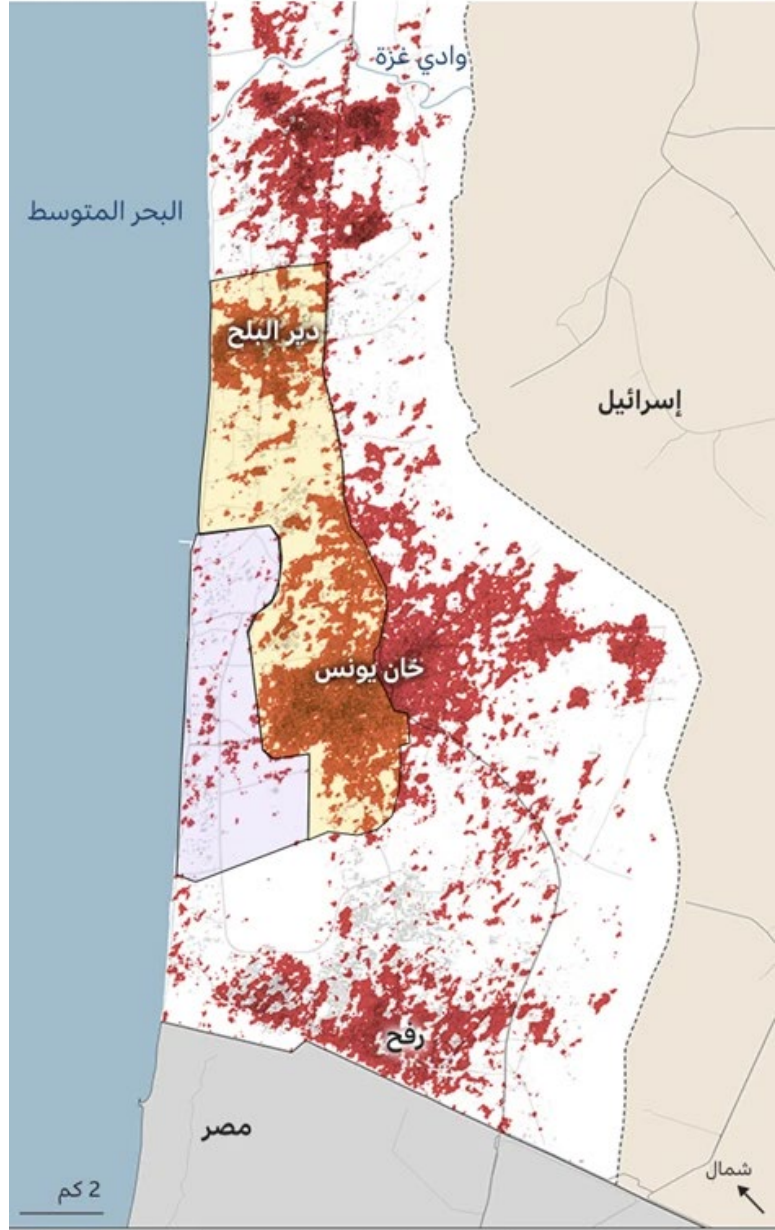 وادي غزة
البحر المتوسط
دير البلح
إسرائيل
خان يونس
رفح
مصر
شمال
2 كم